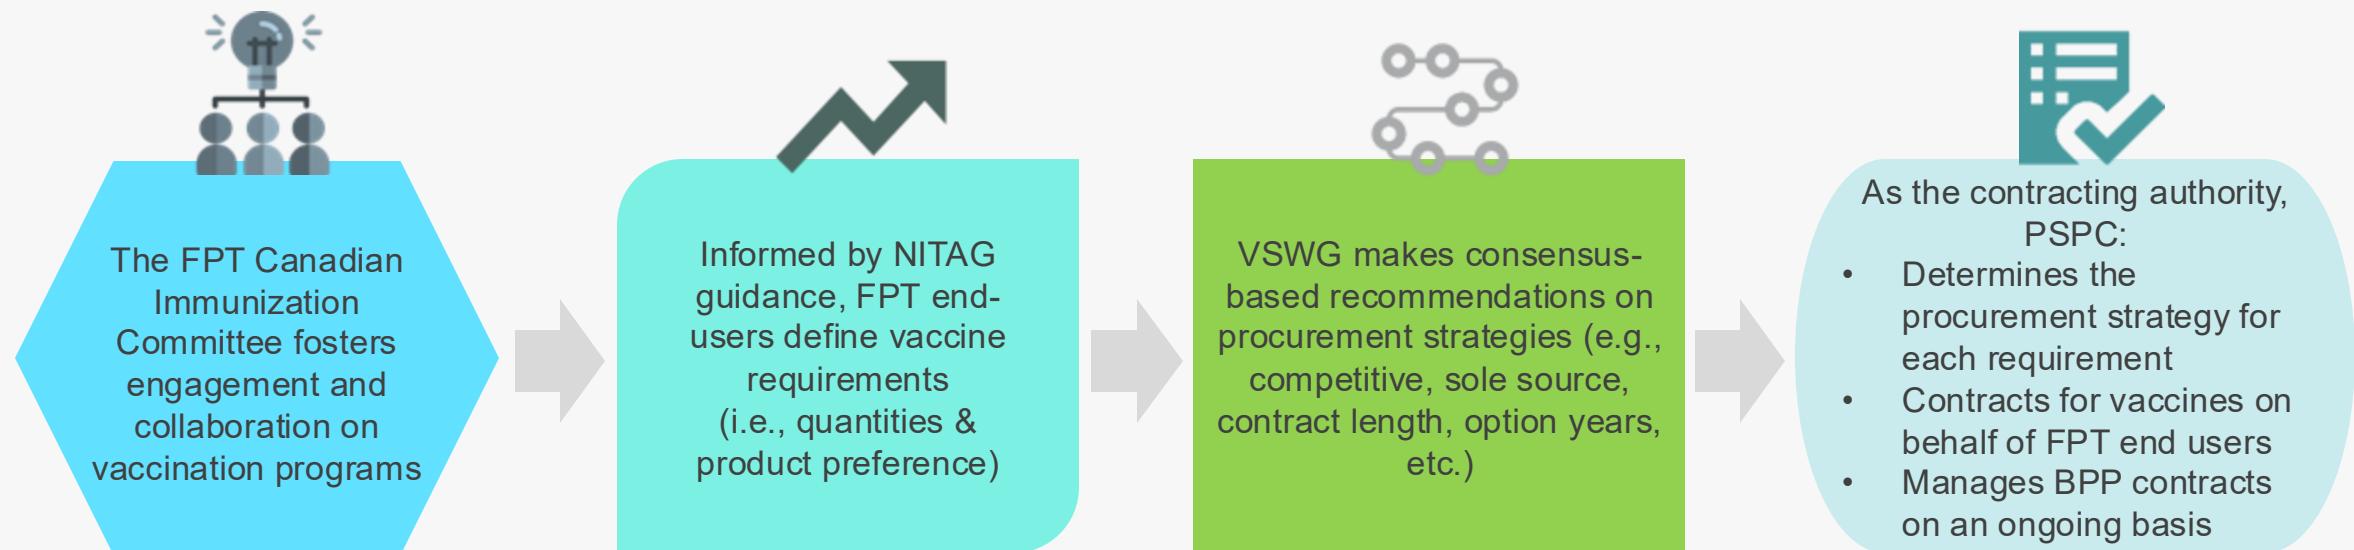 The FPT Canadian
Immunization
Committee fosters
engagement and
collaboration on
vaccination programs
Informed by NITAG
guidance, FPT end-
users define vaccine
requirements
(i.e., quantities &
product preference)
VSWG makes consensus-
based recommendations on
procurement strategies (e.g.,
competitive, sole source,
contract length, option years,
etc.)
As the contracting authority,
PSPC:
• Determines the
procurement strategy for
each requirement
• Contracts for vaccines on
behalf of FPT end users
• Manages BPP contracts
on an ongoing basis